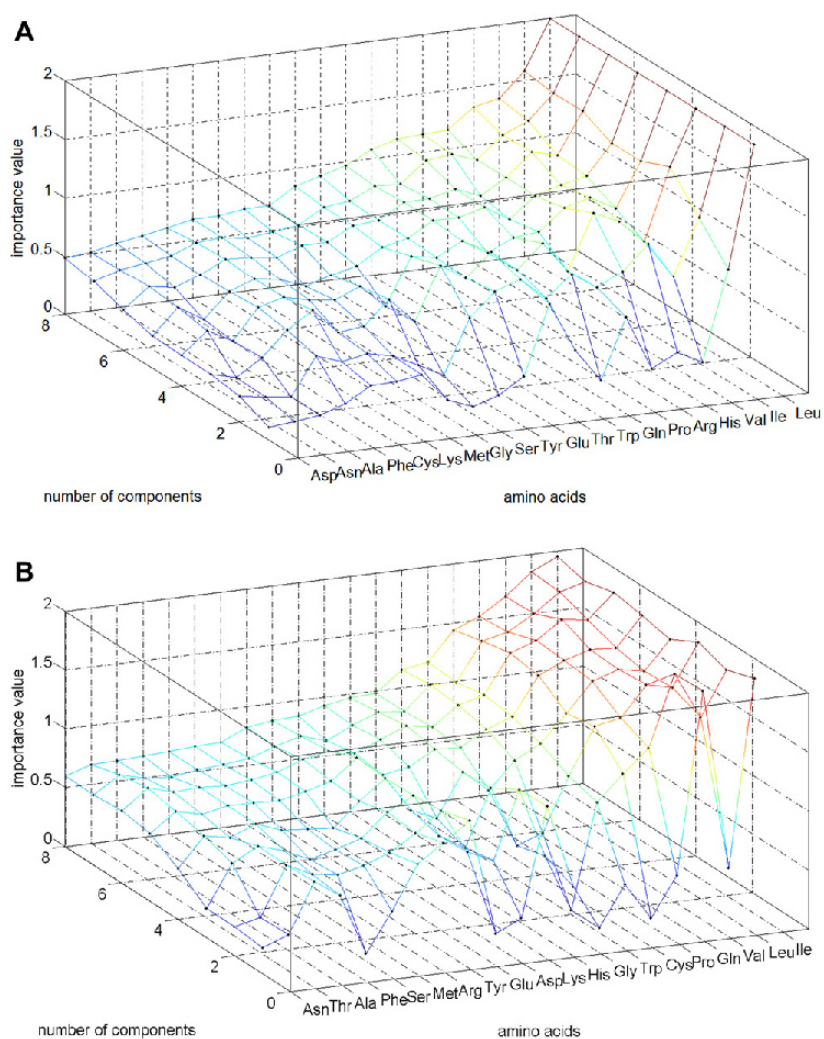 A
2
1.5
1
0.5
0
importance value
8
6
4
2
0
number of components
Asp Asn Ala Phe Cys Lys Met Gly Ser Tyr Glu Thr Trp Gln Pro Arg His Val Ile Leu
amino acids
B
2
1.5
1
0.5
0
importance value
8
6
4
2
0
number of components
Asn Thr Ala Phe Ser Met Arg Tyr Glu Asp Lys His Gly Trp Cys Pro Gln Val Leu Ile
amino acids